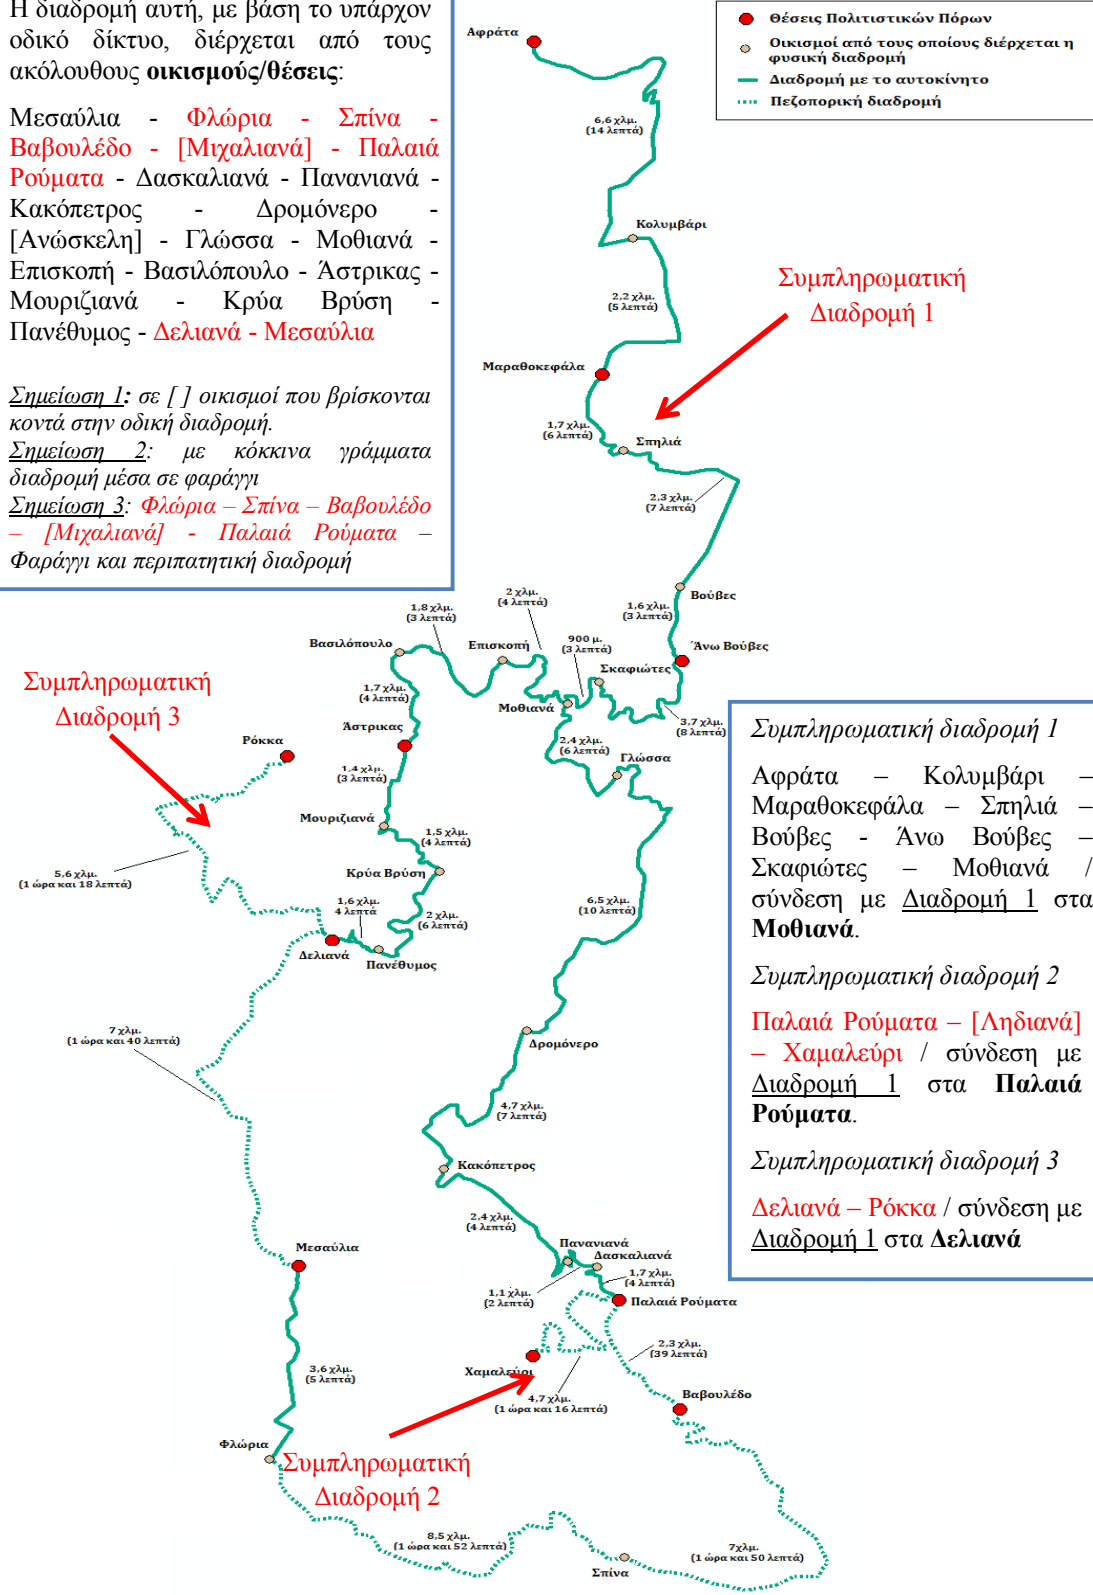 Η διαδρομή αυτή, με βάση το υπάρχον
οδικό δίκτυο, διέρχεται από τους
ακόλουθους οικισμούς/θέσεις:
Μεσαύλια - Φλώρια - Σπίνα -
Βαβουλέδο - [Μιχαλιανά] - Παλαιά
Ρούματα - Δασκαλιανά - Πανανιανά -
Κακόπετρος - Δρομόνερο -
[Ανώσκελη] - Γλώσσα - Μοθιανά -
Επισκοπή - Βασιλόπουλο - Άστρικας -
Μουριζιανά - Κρύα Βρύση -
Πανέθυμος - Δελιανά - Μεσαύλια
Σημείωση 1: σε [ ] οικισμοί που βρίσκονται
κοντά στην οδική διαδρομή.
Σημείωση 2: με κόκκινα γράμματα
διαδρομή μέσα σε φαράγγι
Σημείωση 3: Φλώρια – Σπίνα – Βαβουλέδο
– [Μιχαλιανά] - Παλαιά Ρούματα –
Φαράγγι και περιπατητική διαδρομή
Θέσεις Πολιτιστικών Πόρων
Οικισμοί από τους οποίους διέρχεται η
φυσική διαδρομή
Διαδρομή με το αυτοκίνητο
Πεζοπορική διαδρομή
Αφράτα
6,6 χλμ.
(14 λεπτά)
Κολυμβάρι
2,2 χλμ.
(5 λεπτά)
Συμπληρωματική
Διαδρομή 1
Μαραθοκεφάλα
1,7 χλμ.
(6 λεπτά)
Σπηλιά
2,3 χλμ.
(7 λεπτά)
Βούβες
1,6 χλμ.
(3 λεπτά)
Άνω Βούβες
3,7 χλμ.
(8 λεπτά)
Σκαφιώτες
900 μ.
(3 λεπτά)
Μοθιανά
2 χλμ.
(4 λεπτά)
Επισκοπή
1,8 χλμ.
(3 λεπτά)
Βασιλόπουλο
1,7 χλμ.
(4 λεπτά)
Άστρικας
1,4 χλμ.
(3 λεπτά)
Μουριζιανά
1,5 χλμ.
(4 λεπτά)
Κρύα Βρύση
2 χλμ.
(6 λεπτά)
Πανέθυμος
1,6 χλμ.
4 λεπτά
Δελιανά
Συμπληρωματική
Διαδρομή 3
Ρόκκα
5,6 χλμ.
(1 ώρα και 18 λεπτά)
2,4 χλμ.
(6 λεπτά)
Γλώσσα
6,5 χλμ.
(10 λεπτά)
Δρομόνερο
4,7 χλμ.
(7 λεπτά)
Κακόπετρος
2,4 χλμ.
(4 λεπτά)
Πανανιανά
Δασκαλιανά
1,1 χλμ.
(2 λεπτά)
1,7 χλμ.
(4 λεπτά)
Παλαιά Ρούματα
2,3 χλμ.
(39 λεπτά)
Βαβουλέδο
Χαμαλεύρι
4,7 χλμ.
(1 ώρα και 16 λεπτά)
Συμπληρωματική
Διαδρομή 2
7 χλμ.
(1 ώρα και 40 λεπτά)
Μεσαύλια
3,6 χλμ.
(5 λεπτά)
Φλώρια
8,5 χλμ.
(1 ώρα και 52 λεπτά)
Σπίνα
7χλμ.
(1 ώρα και 50 λεπτά)
Συμπληρωματική διαδρομή 1
Αφράτα – Κολυμβάρι –
Μαραθοκεφάλα – Σπηλιά –
Βούβες - Άνω Βούβες –
Σκαφιώτες – Μοθιανά /
σύνδεση με Διαδρομή 1 στα
Μοθιανά.
Συμπληρωματική διαδρομή 2
Παλαιά Ρούματα – [Ληδιανά]
– Χαμαλεύρι / σύνδεση με
Διαδρομή 1 στα Παλαιά
Ρούματα.
Συμπληρωματική διαδρομή 3
Δελιανά – Ρόκκα / σύνδεση με
Διαδρομή 1 στα Δελιανά